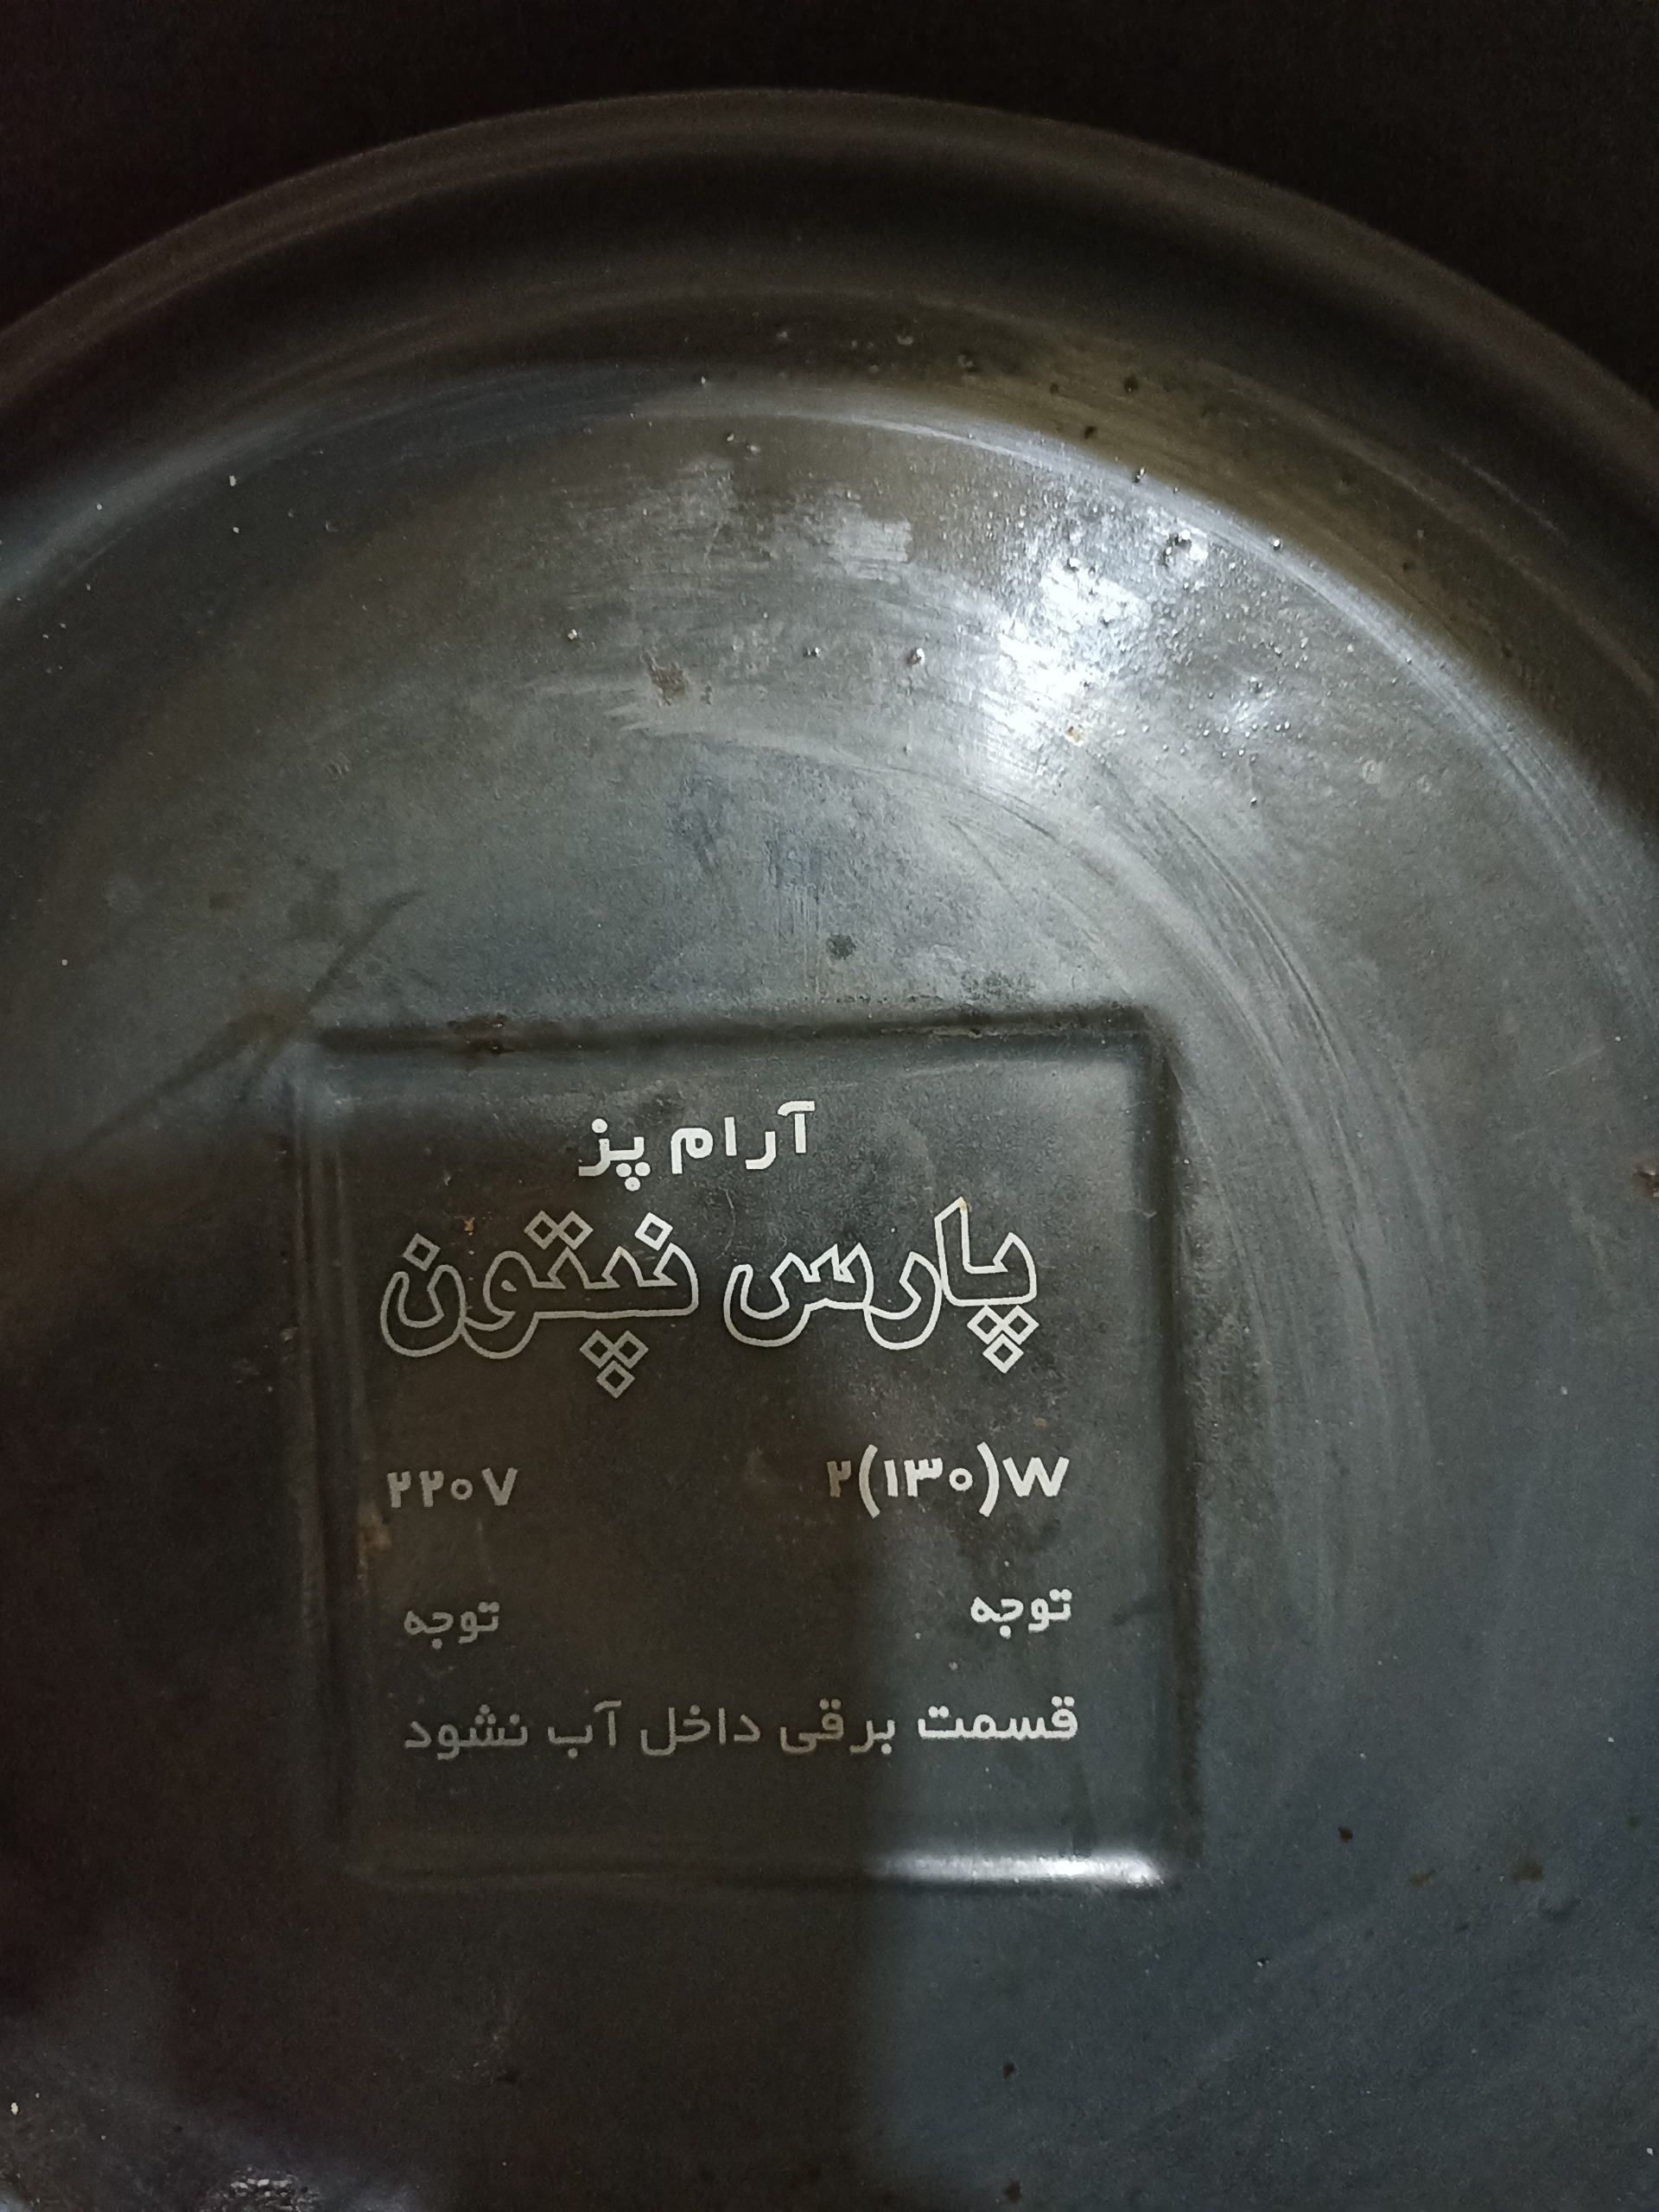 آرام پز
پارس نپتون
۲(۱۳۰)W ۲۲۰V
توجه توجه
قسمت برقی داخل آب نشود